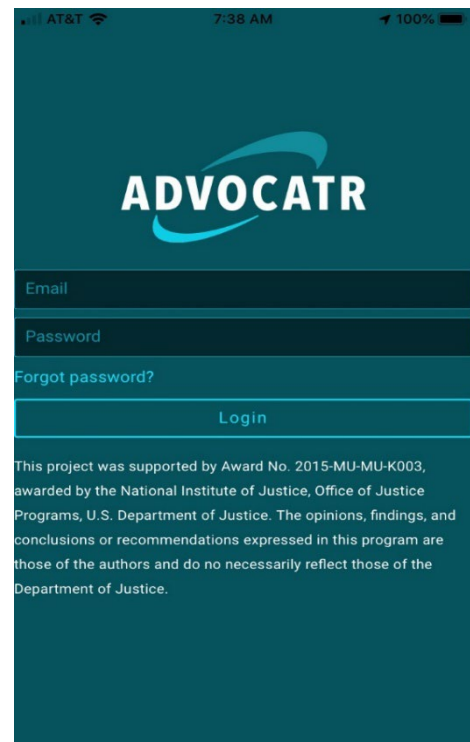 AT&T 7:38 AM 100%
ADVOCATR
Email
Password
Forgot password?
Login
This project was supported by Award No. 2015-MU-MU-K003,
awarded by the National Institute of Justice, Office of Justice
Programs, U.S. Department of Justice. The opinions, findings, and
conclusions or recommendations expressed in this program are
those of the authors and do no necessarily reflect those of the
Department of Justice.